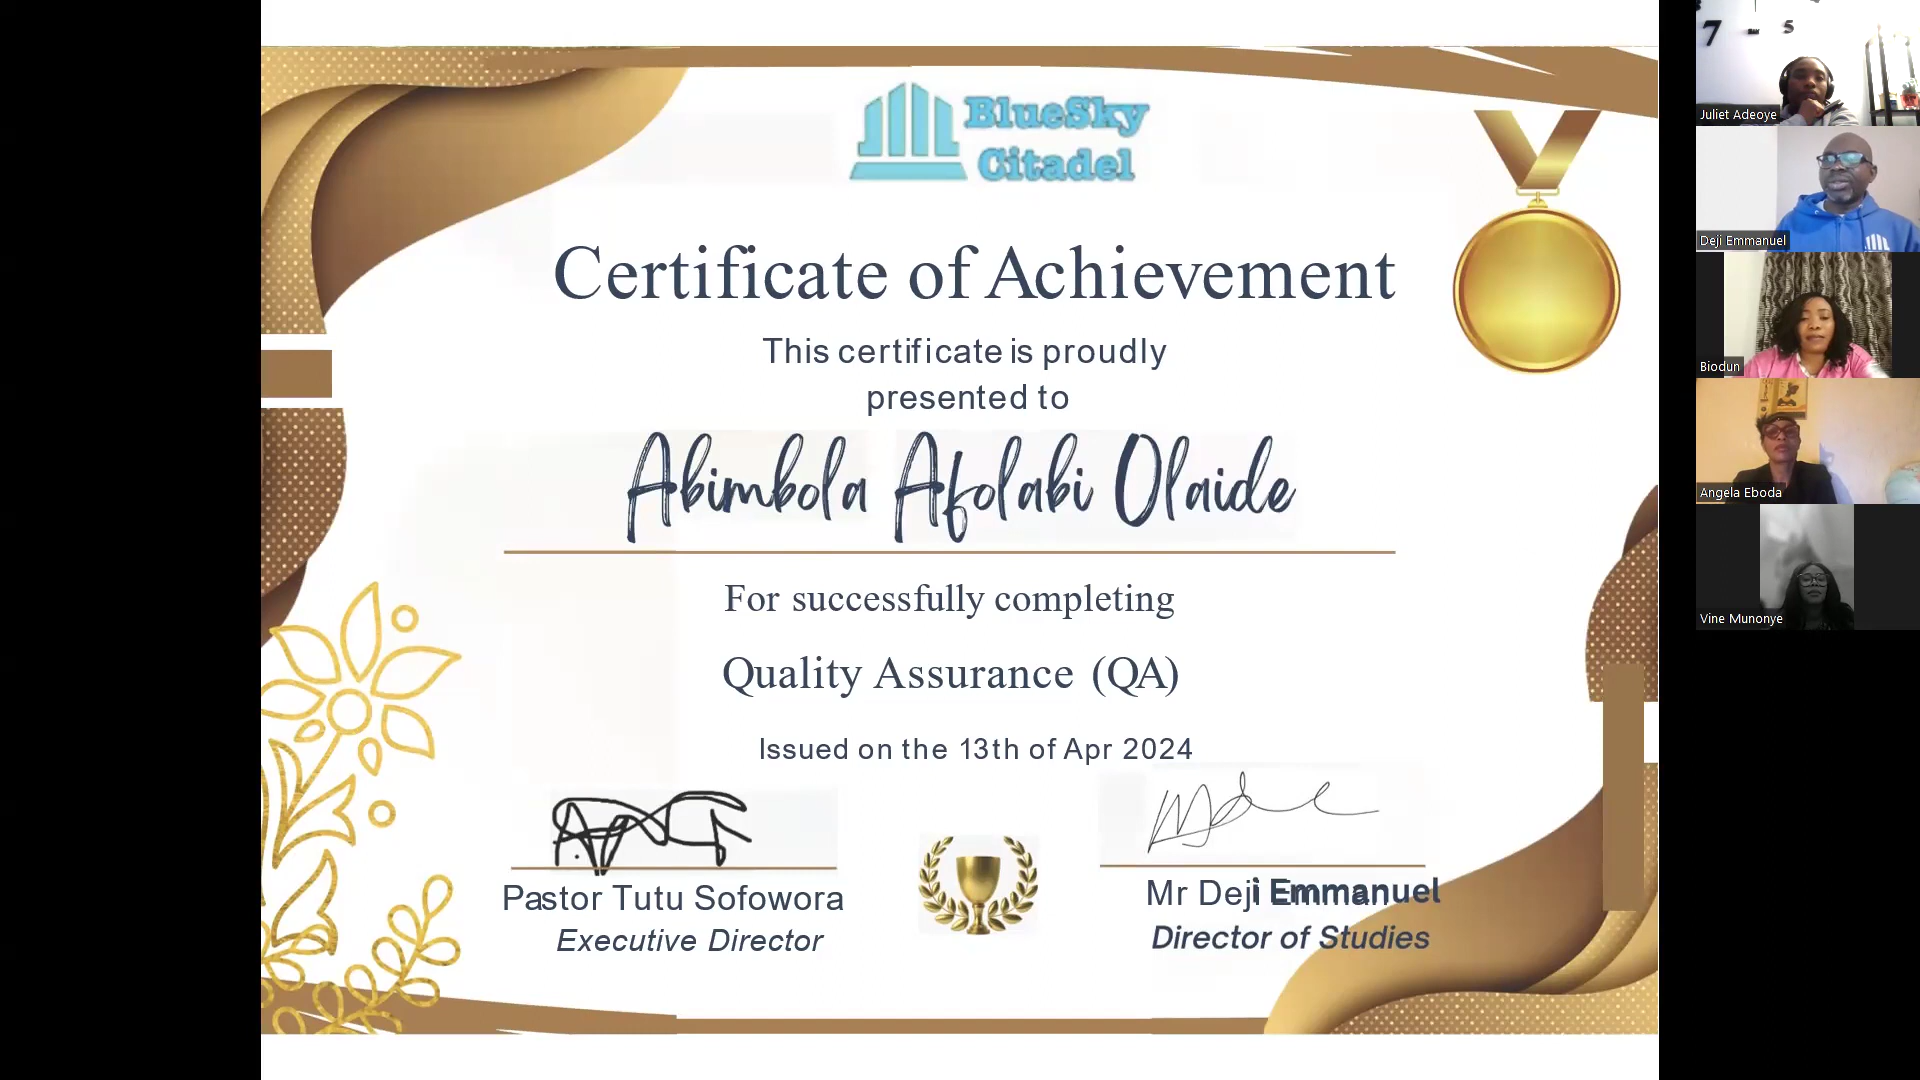 BlueSky
Citadel
Certificate of Achievement
This certificate is proudly
presented to
Abimbola Afolabi Olaide
For successfully completing
Quality Assurance (QA)
Issued on the 13th of Apr 2024
Pastor Tutu Sofowora
Executive Director
Mr Deji Emmanuel
Director of Studies
7 5
Juliet Adeoye
Deji Emmanuel
Biodun
Angela Eboda
Vine Munonye